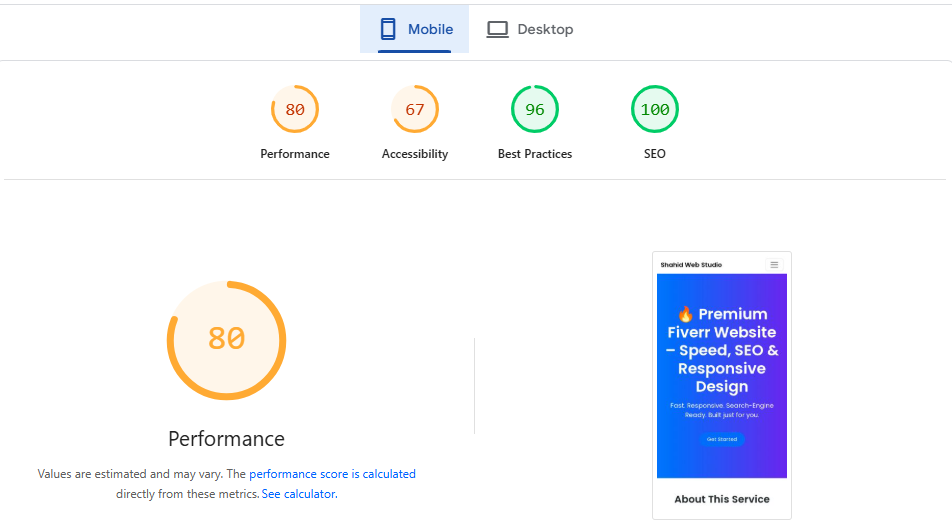 Mobile Desktop
80 67 96 100
Performance Accessibility Best Practices SEO
80
Performance
Values are estimated and may vary. The performance score is calculated
directly from these metrics. See calculator.
Shahid Web Studio
🔥 Premium
Fiverr Website
– Speed, SEO &
Responsive
Design
Fast. Responsive. Search-Engine
Ready. Built just for you.
Get Started
About This Service